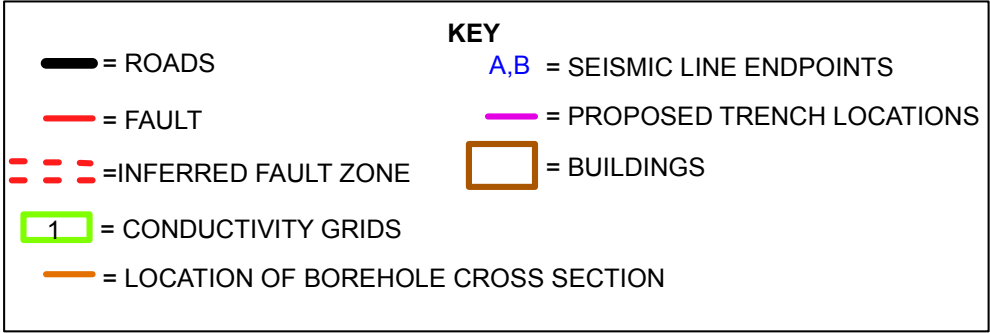 KEY
= ROADS
A,B = SEISMIC LINE ENDPOINTS
= FAULT
= PROPOSED TRENCH LOCATIONS
=INFERRED FAULT ZONE
= BUILDINGS
1 = CONDUCTIVITY GRIDS
= LOCATION OF BOREHOLE CROSS SECTION